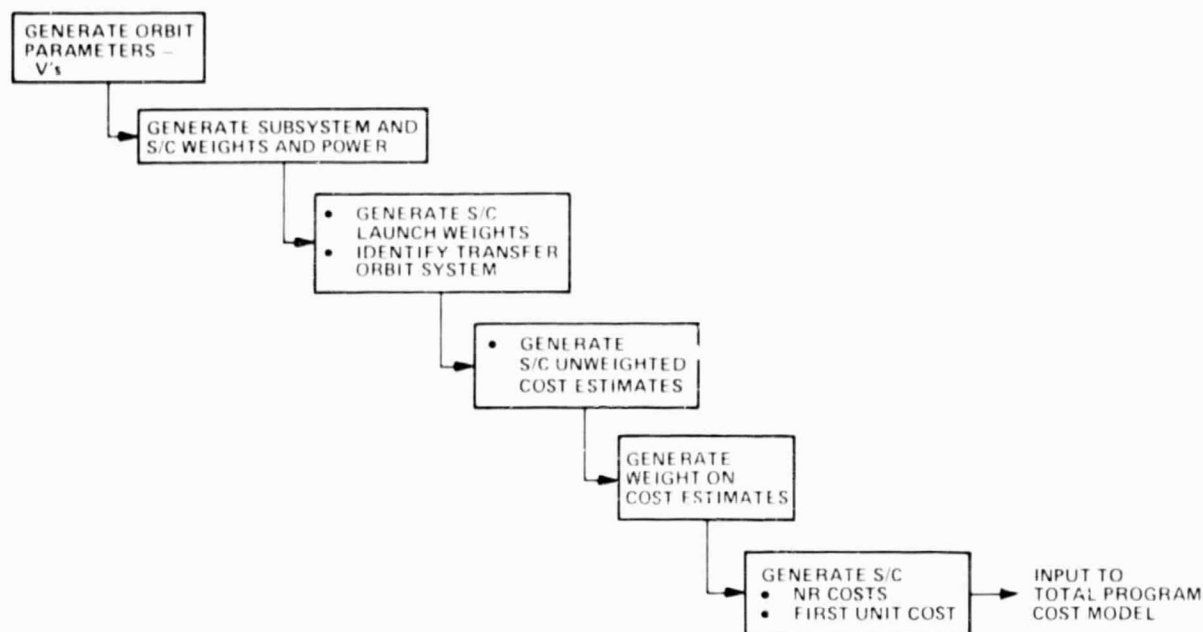 GENERATE ORBIT
PARAMETERS –
V's
GENERATE SUBSYSTEM AND
S/C WEIGHTS AND POWER
• GENERATE S/C
LAUNCH WEIGHTS
• IDENTIFY TRANSFER
ORBIT SYSTEM
• GENERATE
S/C UNWEIGHTED
COST ESTIMATES
GENERATE
WEIGHT ON
COST ESTIMATES
GENERATE S/C
• NR COSTS
• FIRST UNIT COST
INPUT TO
TOTAL PROGRAM
COST MODEL